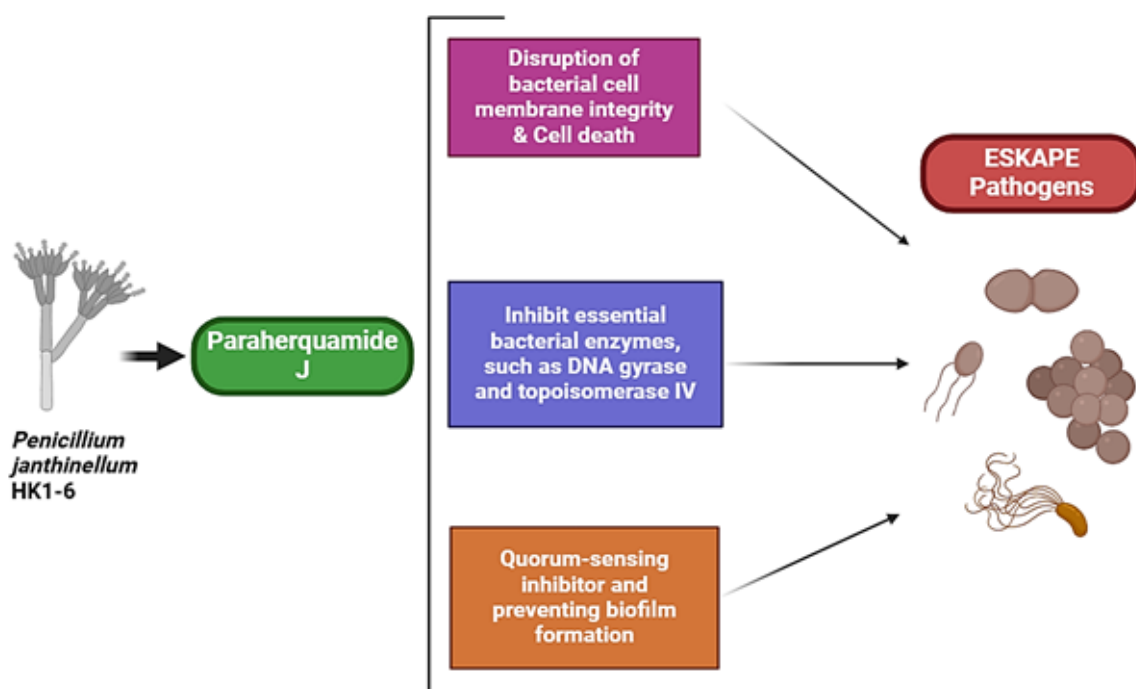 Penicillium
janthinellum
HK1-6
Paraherquamide
J
Disruption of
bacterial cell
membrane integrity
& Cell death
Inhibit essential
bacterial enzymes,
such as DNA gyrase
and topoisomerase IV
Quorum-sensing
inhibitor and
preventing biofilm
formation
ESKAPE
Pathogens